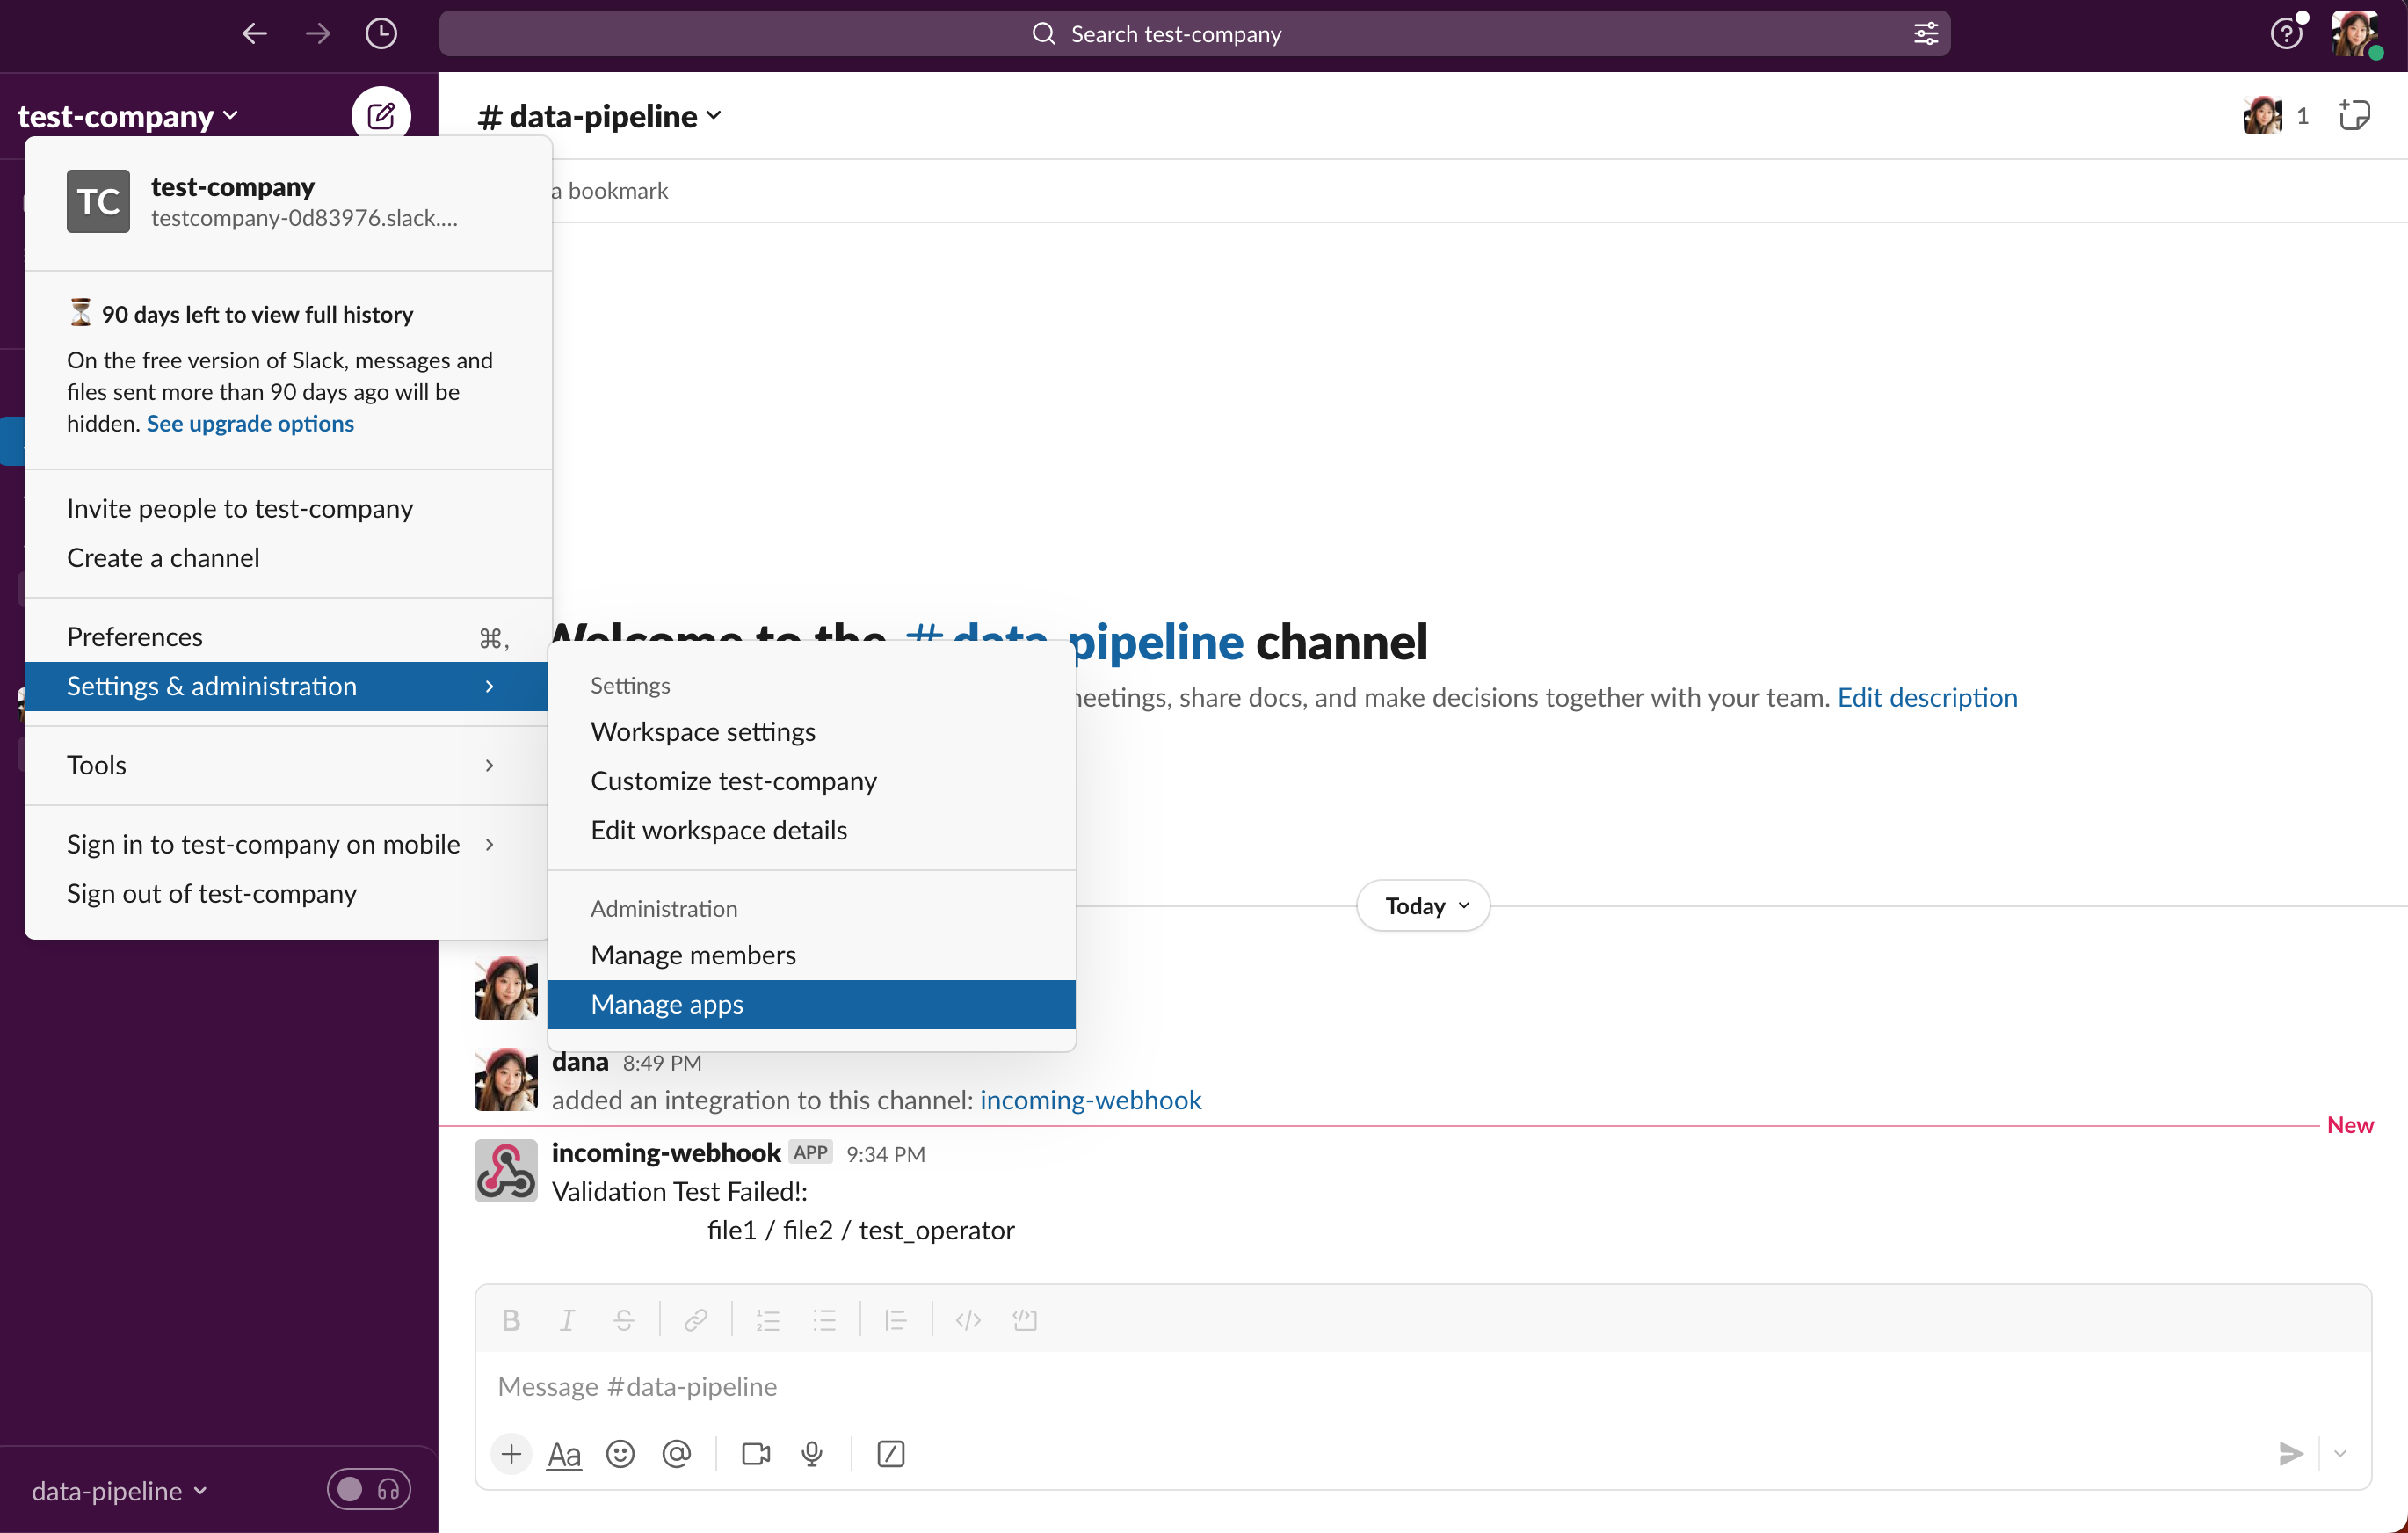 Search test-company
test-company
# data-pipeline
1
TC
test-company
testcompany-0d83976.slack....
a bookmark
90 days left to view full history
On the free version of Slack, messages and
files sent more than 90 days ago will be
hidden. See upgrade options
Invite people to test-company
Create a channel
Preferences ⌘,
Settings & administration
Tools
Sign in to test-company on mobile
Sign out of test-company
Welcome to the # data-pipeline channel
meetings, share docs, and make decisions together with your team. Edit description
Settings
Workspace settings
Customize test-company
Edit workspace details
Administration
Manage members
Manage apps
Today
dana 8:49 PM
added an integration to this channel: incoming-webhook
New
incoming-webhook APP 9:34 PM
Validation Test Failed!:
file1 / file2 / test_operator
B I S
Message #data-pipeline
Aa
data-pipeline